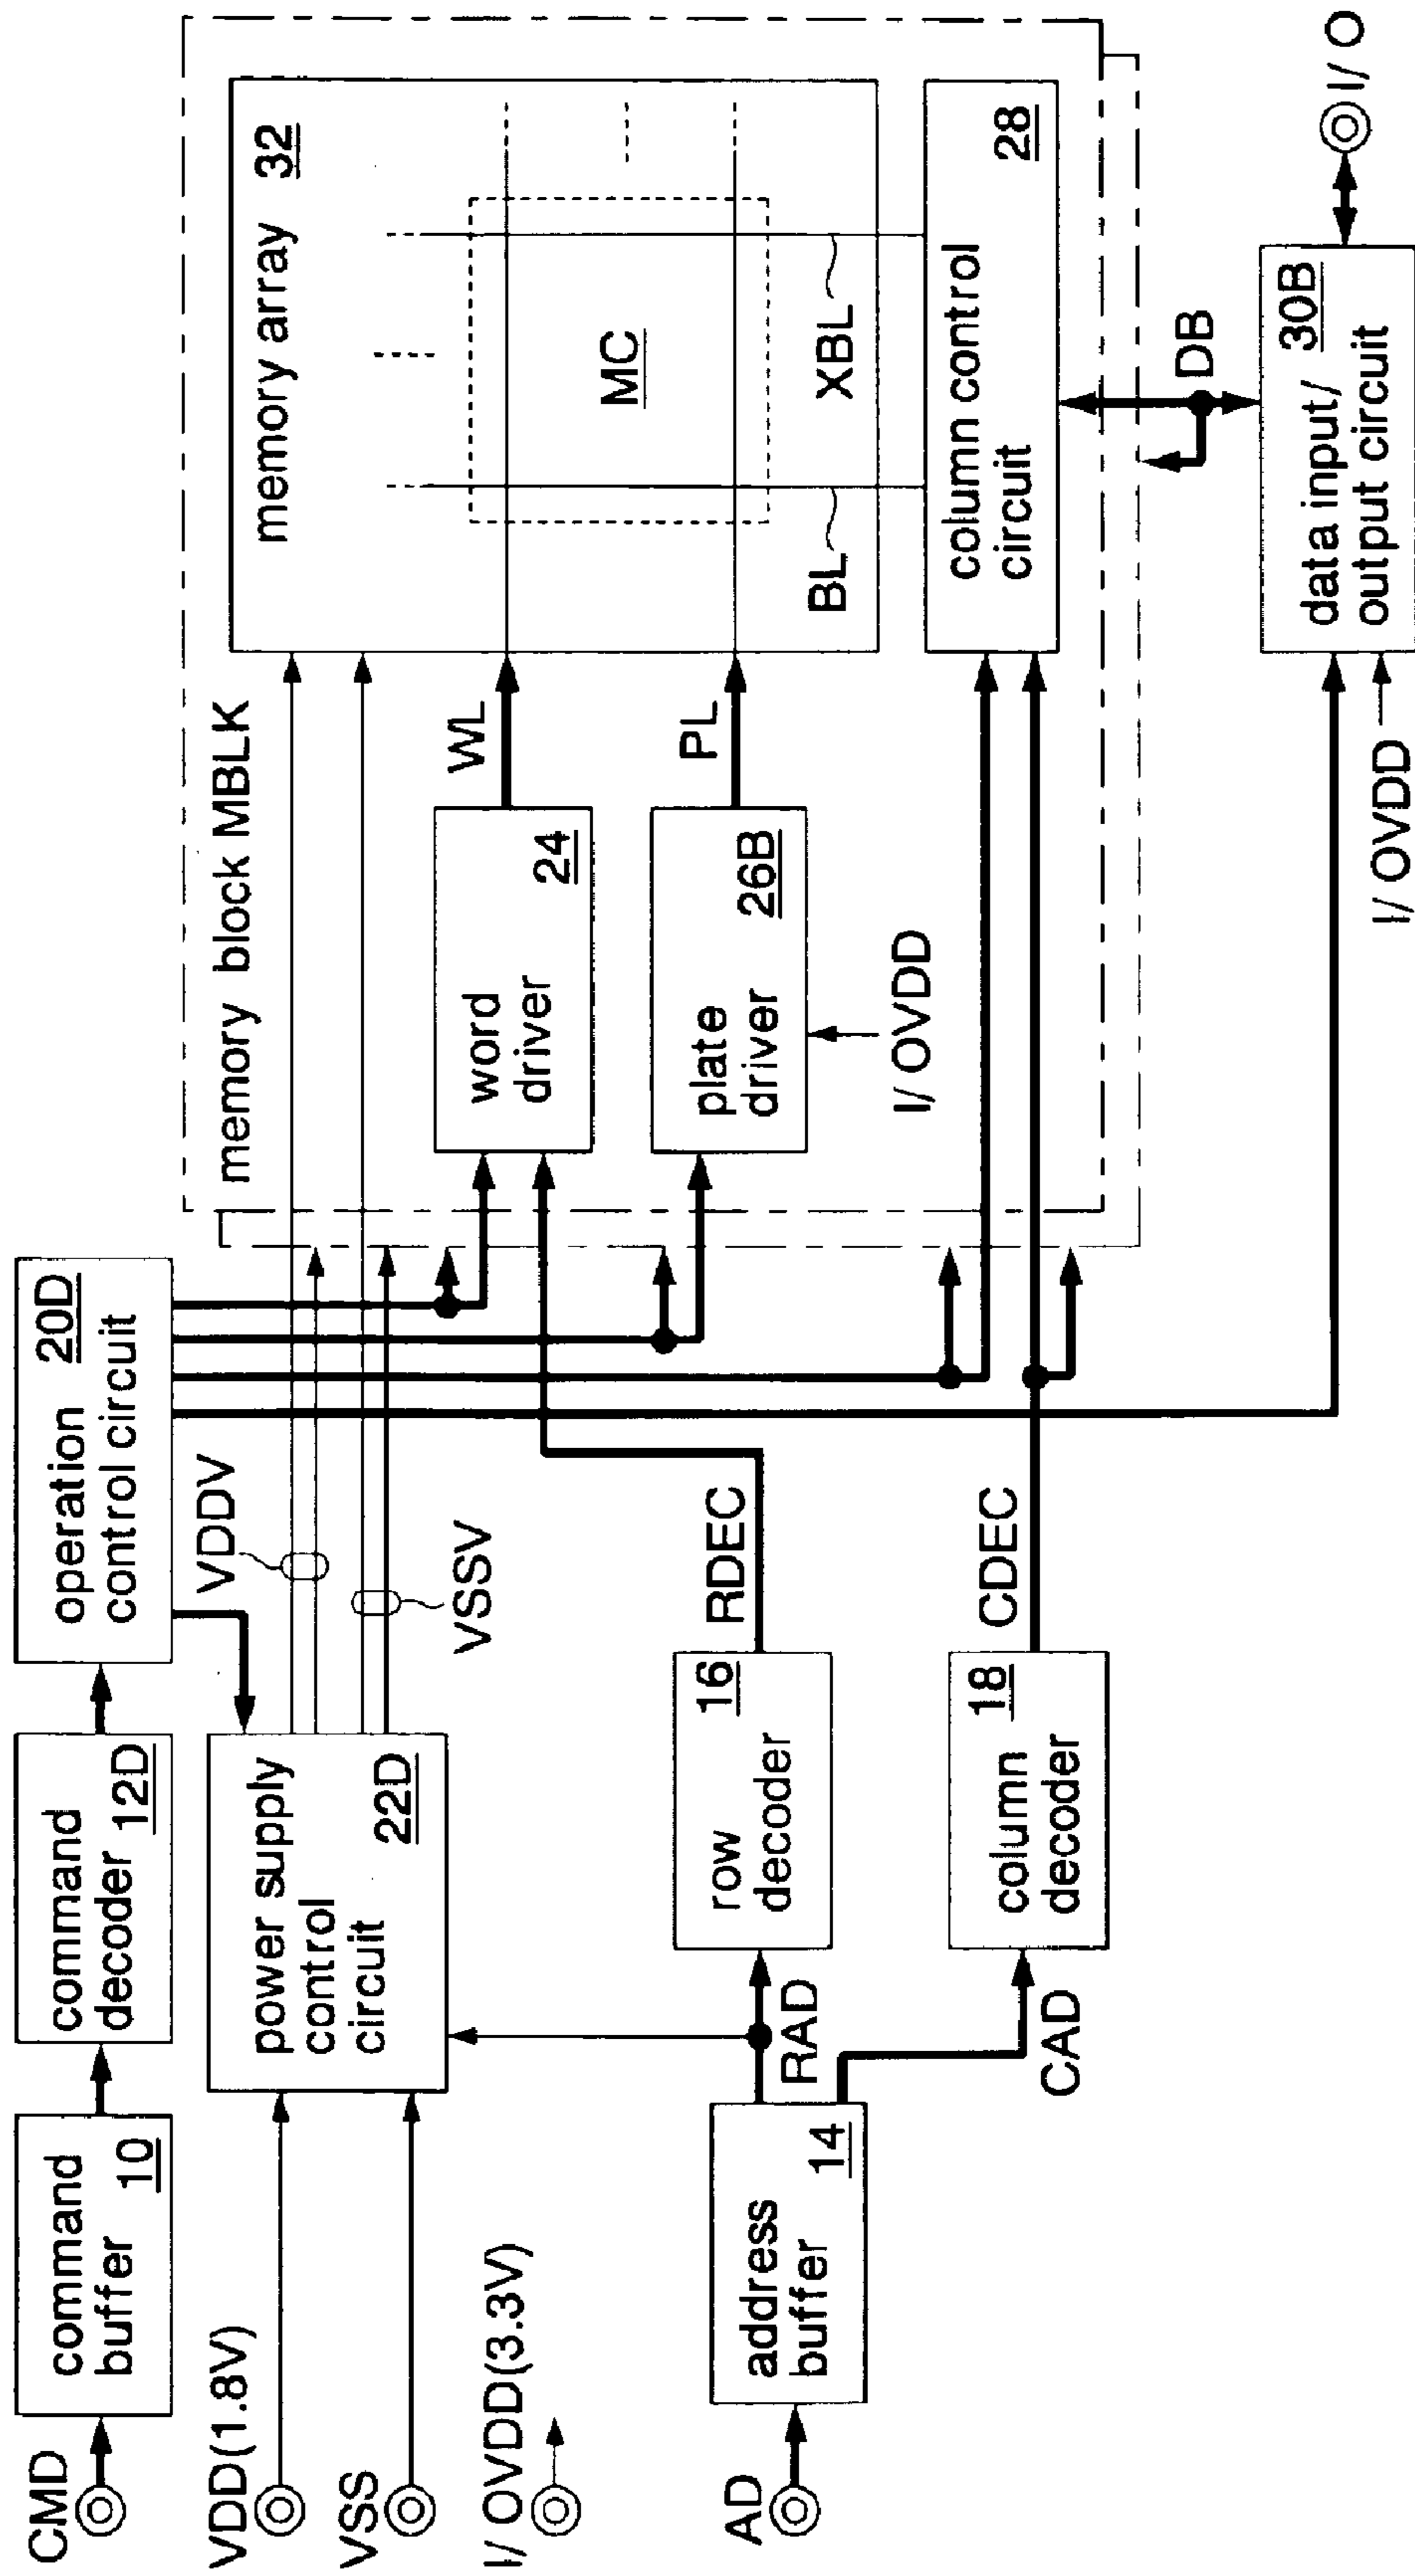 CMD
command
buffer 10
command
decoder 12D
operation 20D
control circuit
VDD(1.8V)
VSS
I/OVDD(3.3V)
power supply
control
circuit 22D
VDDV
VSSV
AD
address
buffer 14
RAD
CAD
row 16
decoder
RDEC
column 18
decoder
CDEC
memory block MBLK
word
driver 24
WL
plate
driver 26B
PL
I/OVDD
memory array 32
MC
BL
XBL
column control 28
circuit
DB
data input/ 30B
output circuit
I/OVDD
I/O